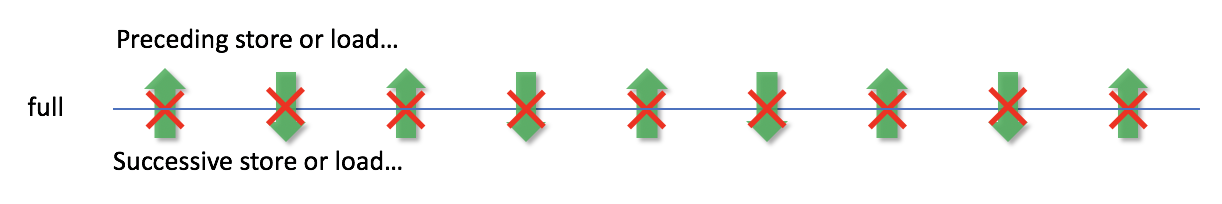 Preceding store or load…
full
Successive store or load…